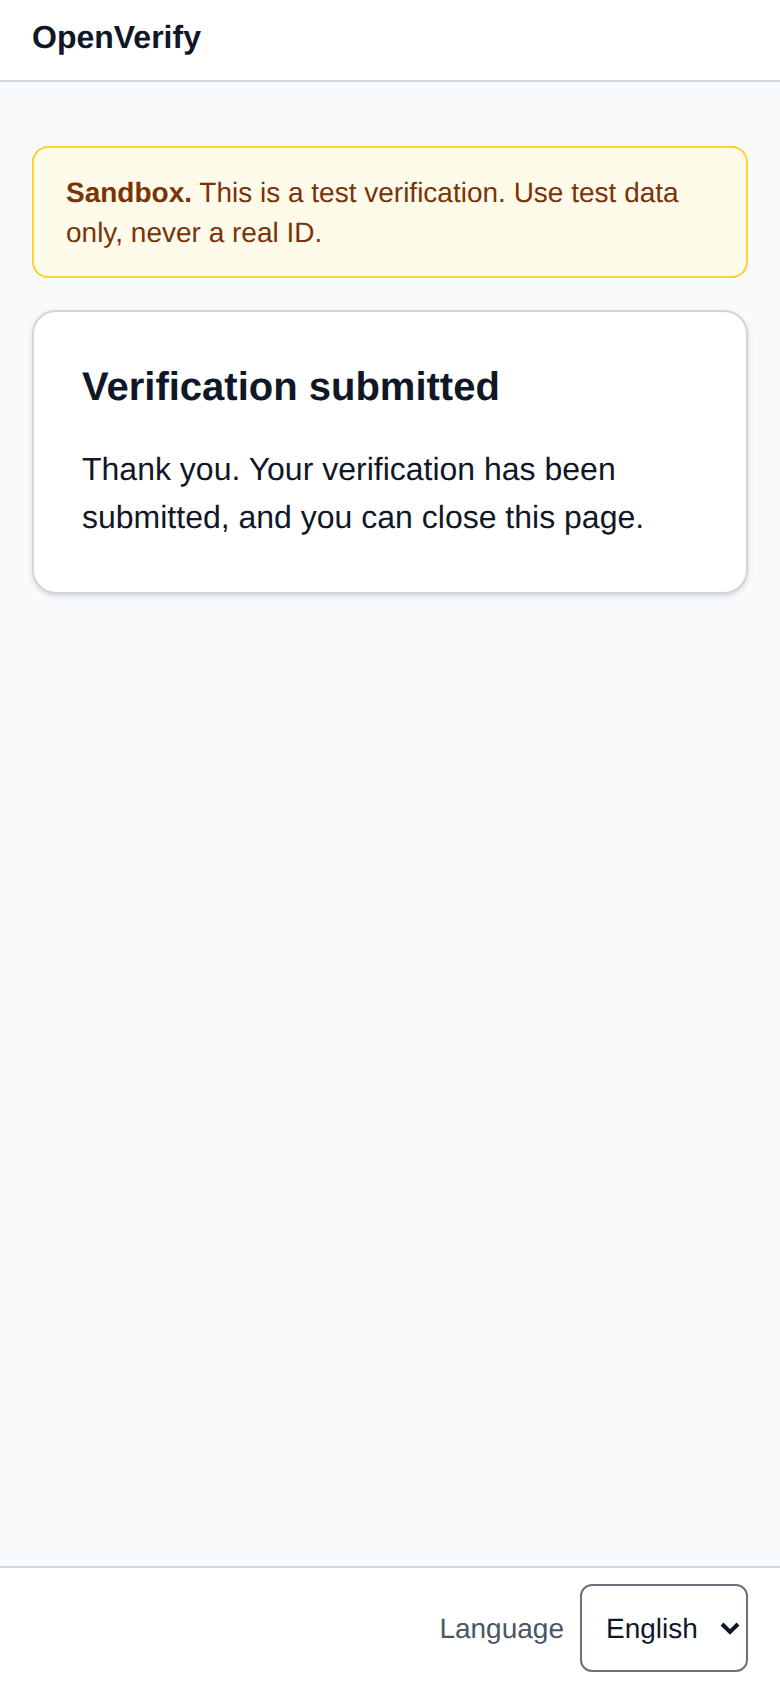 OpenVerify
Sandbox. This is a test verification. Use test data
only, never a real ID.
Verification submitted
Thank you. Your verification has been
submitted, and you can close this page.
Language
English